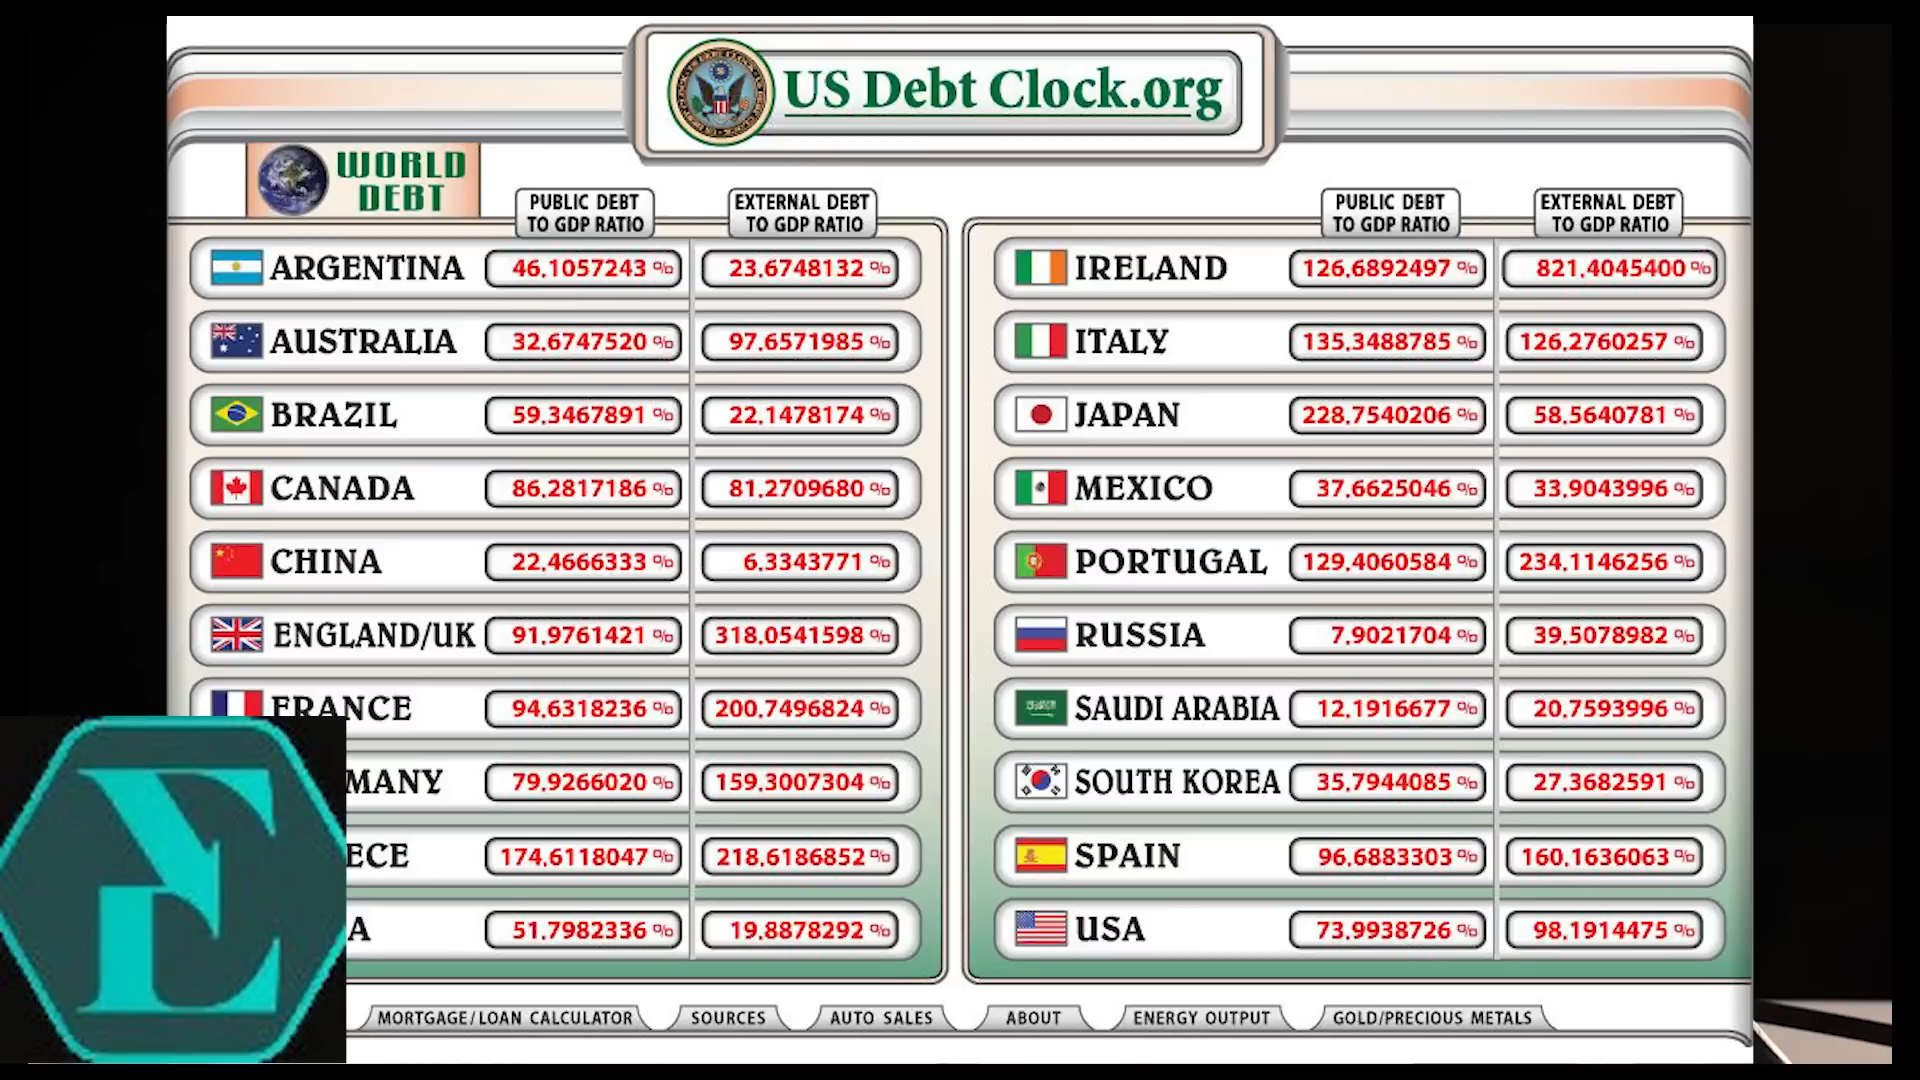 US Debt Clock.org
WORLD
DEBT
PUBLIC DEBT
TO GDP RATIO
EXTERNAL DEBT
TO GDP RATIO
PUBLIC DEBT
TO GDP RATIO
EXTERNAL DEBT
TO GDP RATIO
ARGENTINA 46.1057243 % 23.6748132 %
AUSTRALIA 32.6747520 % 97.6571985 %
BRAZIL 59.3467891 % 22.1478174 %
CANADA 86.2817186 % 81.2709680 %
CHINA 22.4666333 % 6.3343771 %
ENGLAND/UK 91.9761421 % 318.0541598 %
FRANCE 94.6318236 % 200.7496824 %
MANY 79.9266020 % 159.3007304 %
ECE 174.6118047 % 218.6186852 %
A 51.7982336 % 19.8878292 %
IRELAND 126.6892497 % 821.4045400 %
ITALY 135.3488785 % 126.2760257 %
JAPAN 228.7540206 % 58.5640781 %
MEXICO 37.6625046 % 33.9043996 %
PORTUGAL 129.4060584 % 234.1146256 %
RUSSIA 7.9021704 % 39.5078982 %
SAUDI ARABIA 12.1916677 % 20.7593996 %
SOUTH KOREA 35.7944085 % 27.3682591 %
SPAIN 96.6883303 % 160.1636063 %
USA 73.9938726 % 98.1914475 %
MORTGAGE/LOAN CALCULATOR SOURCES AUTO SALES ABOUT ENERGY OUTPUT GOLD/PRECIOUS METALS